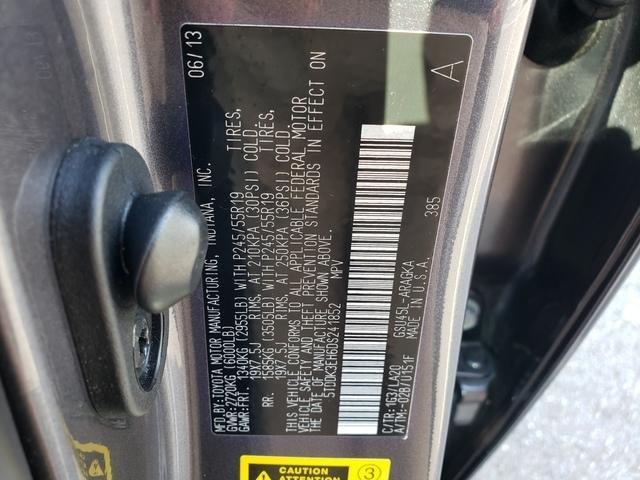 06/13
MFD.BY:TOYOTA MOTOR MANUFACTURING, INDIANA, INC.
GVWR:2720KG (6000LB)
GAWR:FRT. 1340KG (2955LB) WITH P245/55R19 TIRES,
19X7.5J RIMS, AT 210KPA (30PSI) COLD.
RR. 1585KG (3505LB) WITH P245/55R19 TIRES,
19X7.5J RIMS, AT 250KPA (36PSI) COLD.
THIS VEHICLE CONFORMS TO ALL APPLICABLE FEDERAL MOTOR
VEHICLE SAFETY AND THEFT PREVENTION STANDARDS IN EFFECT ON
THE DATE OF MANUFACTURE SHOWN ABOVE.
5TDDK3EH6DS241852 MPV
C/TR:1G3/LA20 GSU45L-ARAGKA
A/TM:-02B/U151F MADE IN U.S.A.
385
A
CAUTION
ATTENTION
3